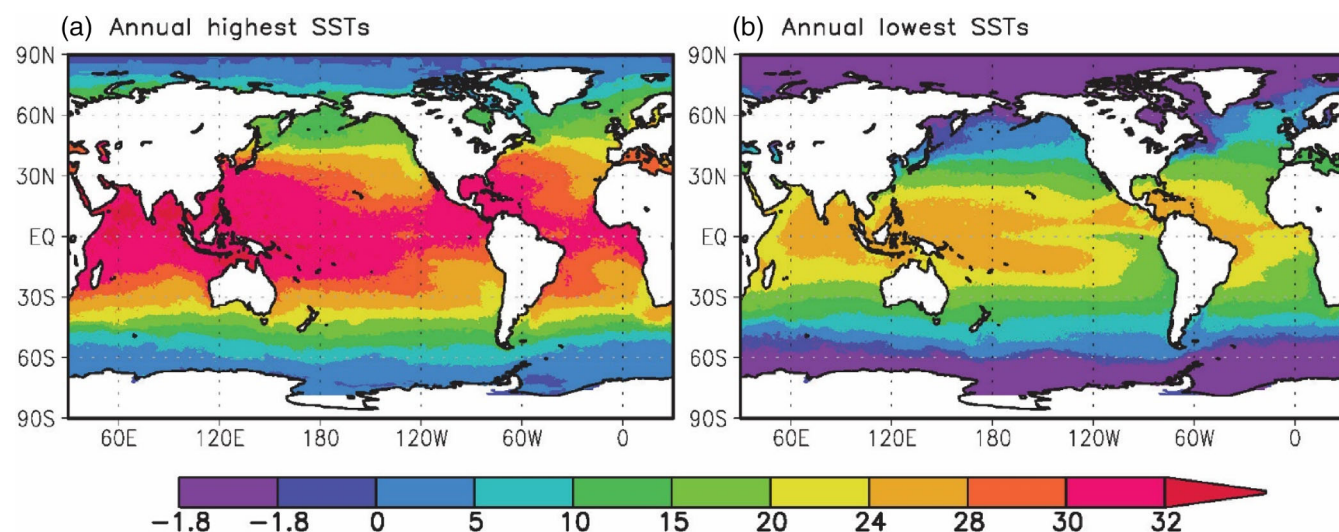 (a) Annual highest SSTs
(b) Annual lowest SSTs
90N
60N
30N
EQ
30S
60S
90S
60E 120E 180 120W 60W 0
90N
60N
30N
EQ
30S
60S
90S
60E 120E 180 120W 60W 0
−1.8 −1.8 0 5 10 15 20 24 28 30 32